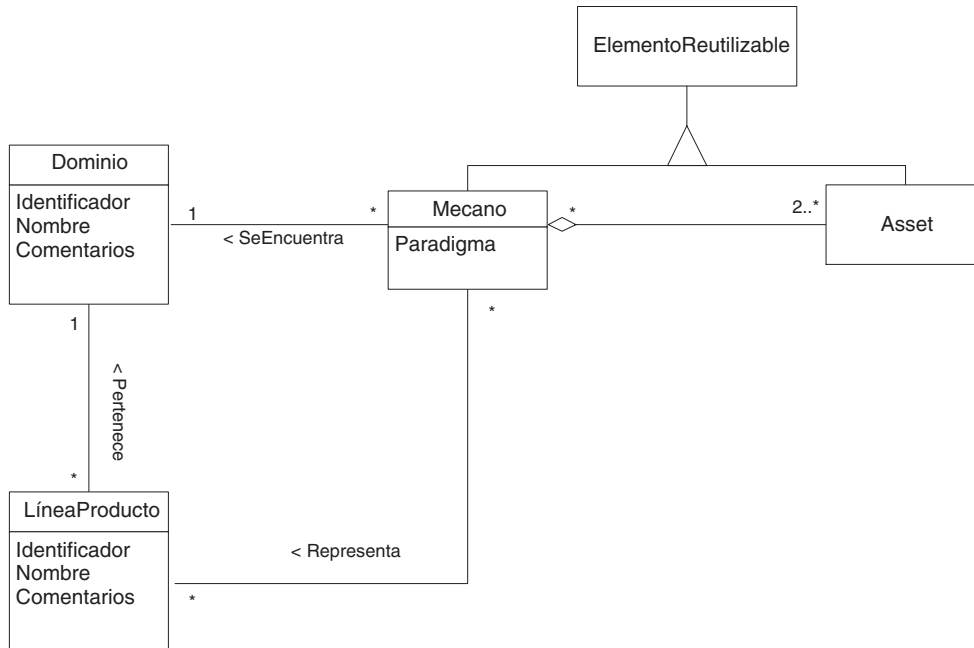 ElementoReutilizable
Dominio
Identificador
Nombre
Comentarios
1
*
< SeEncuentra
Mecano
Paradigma
*
2..*
Asset
1
*
< Pertenece
*
LíneaProducto
Identificador
Nombre
Comentarios
< Representa
*